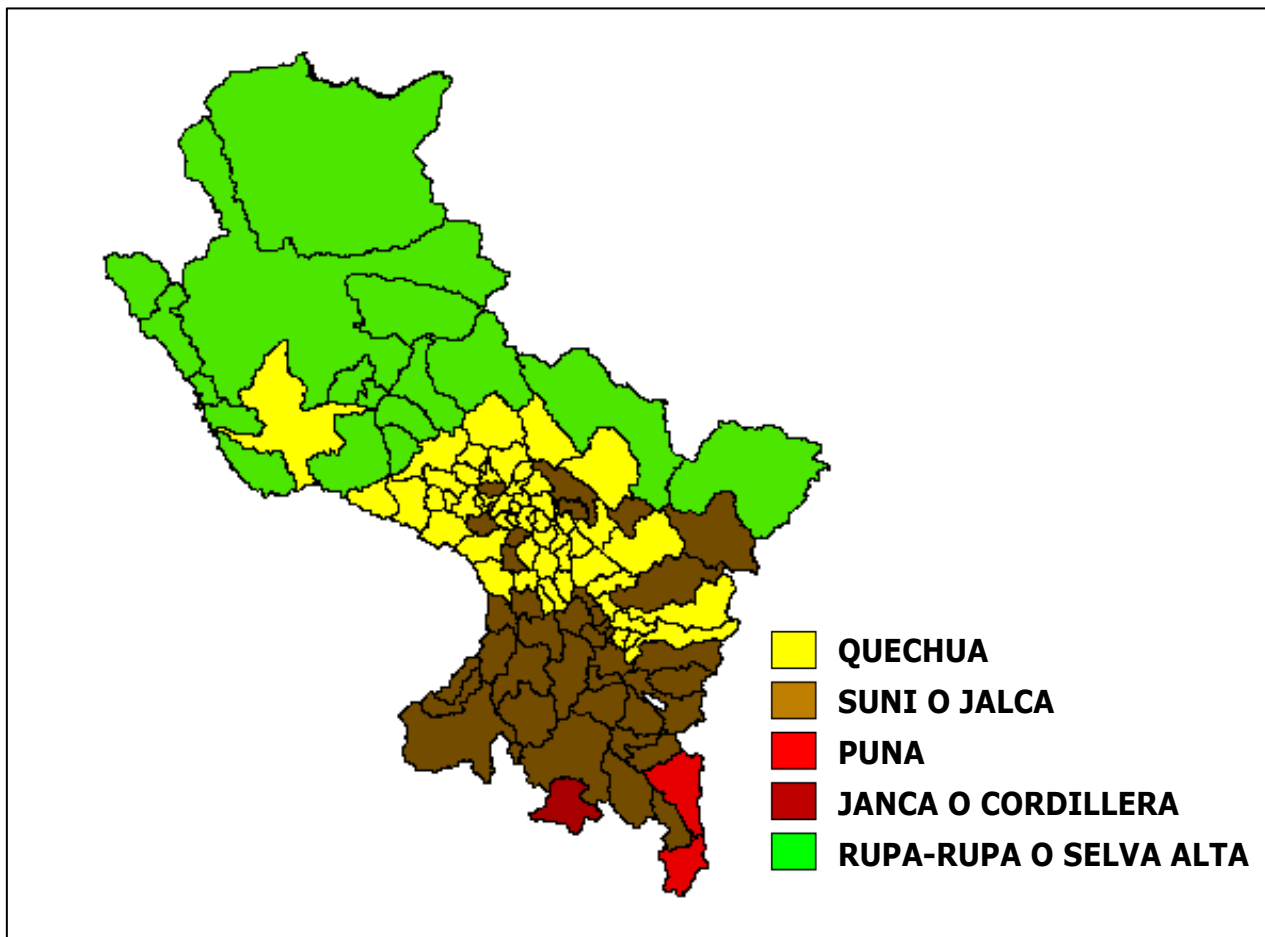 QUECHUA
SUNI O JALCA
PUNA
JANCA O CORDILLERA
RUPA-RUPA O SELVA ALTA